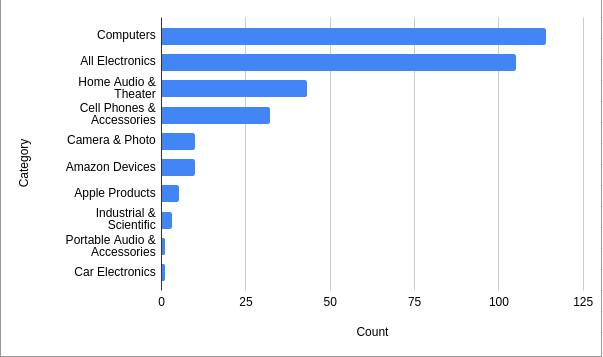 Category
Computers
All Electronics
Home Audio &
Theater
Cell Phones &
Accessories
Camera & Photo
Amazon Devices
Apple Products
Industrial &
Scientific
Portable Audio &
Accessories
Car Electronics
0 25 50 75 100 125
Count